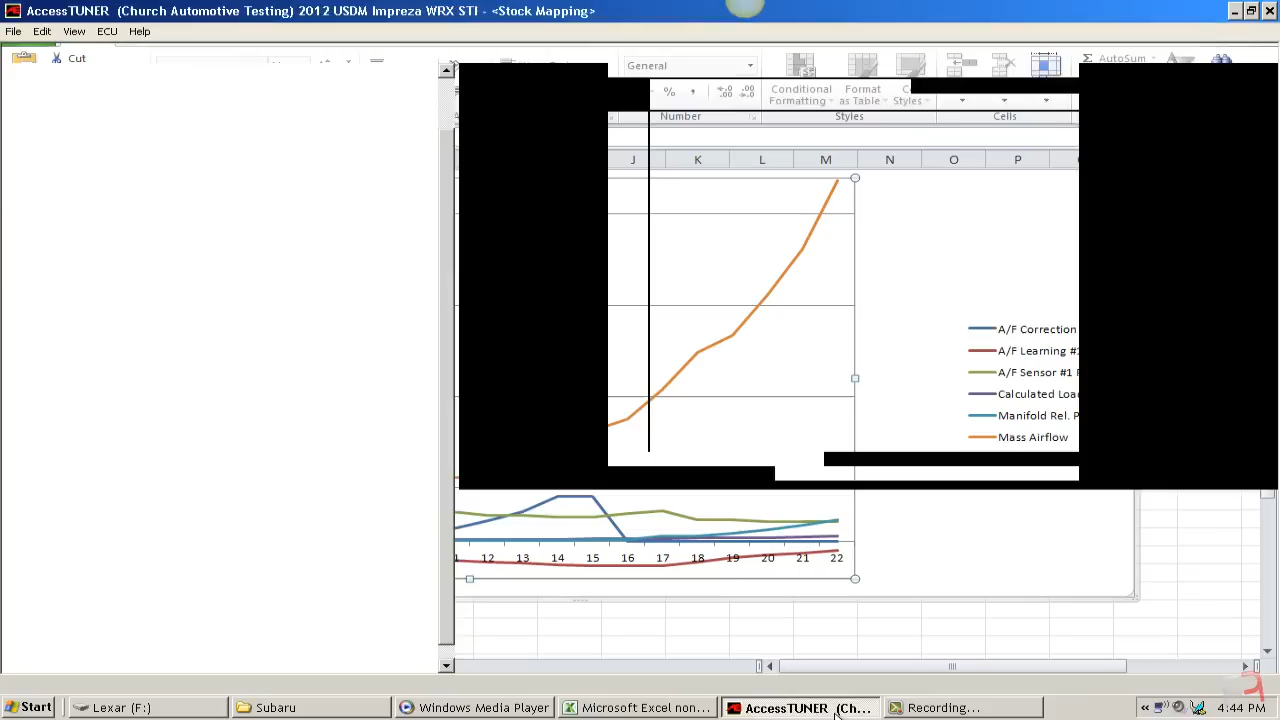 AccessTUNER (Church Automotive Testing) 2012 USDM Impreza WRX STI - <Stock Mapping>
File Edit View ECU Help
Cut General AutoSum
% , Conditional Formatting Format as Table Styles
Number Styles Cells
J K L M N O P
A/F Correction
A/F Learning #1
A/F Sensor #1
Calculated Loa
Manifold Rel. P
Mass Airflow
12 13 14 15 16 17 18 19 20 21 22
Start Lexar (F:) Subaru Windows Media Player Microsoft Excel non... AccessTUNER (Ch... Recording... 4:44 PM